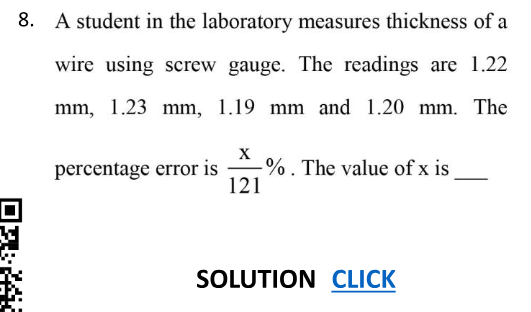 8. A student in the laboratory measures thickness of a
wire using screw gauge. The readings are 1.22
mm, 1.23 mm, 1.19 mm and 1.20 mm. The
percentage error is x/121 %. The value of x is ___
SOLUTION CLICK